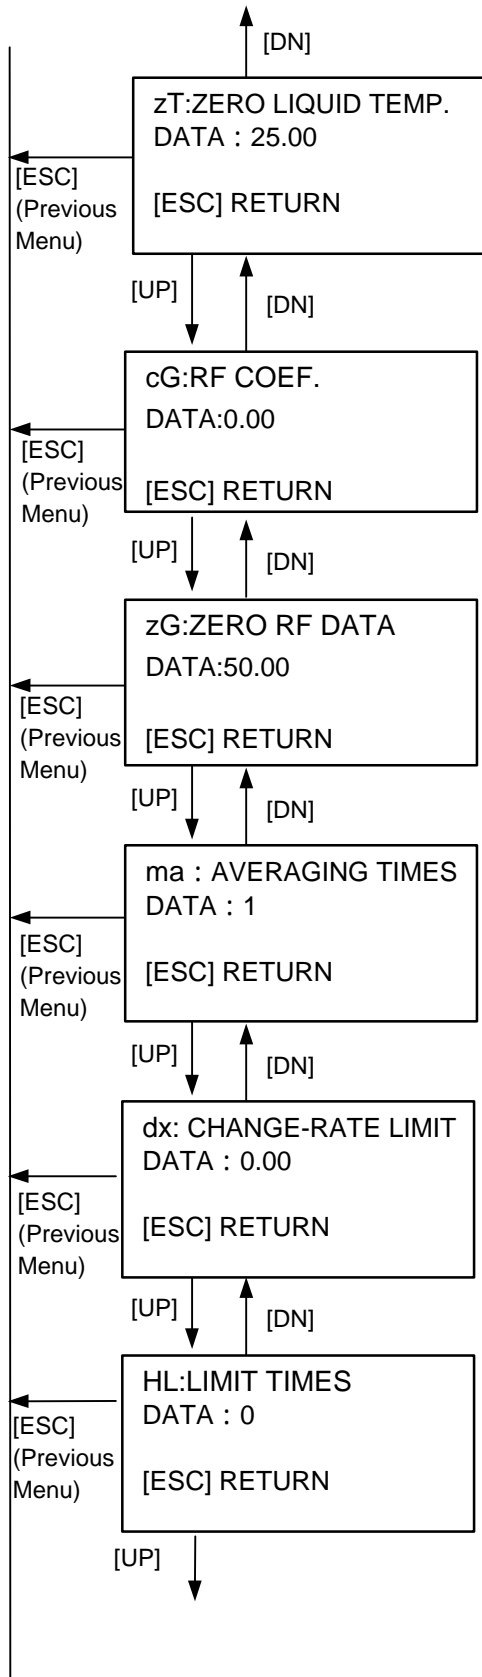 [DN]
zT:ZERO LIQUID TEMP.
DATA : 25.00
[ESC] RETURN
[ESC]
(Previous
Menu)
[UP]
[DN]
cG:RF COEF.
DATA:0.00
[ESC] RETURN
[ESC]
(Previous
Menu)
[UP]
[DN]
zG:ZERO RF DATA
DATA:50.00
[ESC] RETURN
[ESC]
(Previous
Menu)
[UP]
[DN]
ma : AVERAGING TIMES
DATA : 1
[ESC] RETURN
[ESC]
(Previous
Menu)
[UP]
[DN]
dx: CHANGE-RATE LIMIT
DATA : 0.00
[ESC] RETURN
[ESC]
(Previous
Menu)
[UP]
[DN]
HL:LIMIT TIMES
DATA : 0
[ESC] RETURN
[ESC]
(Previous
Menu)
[UP]